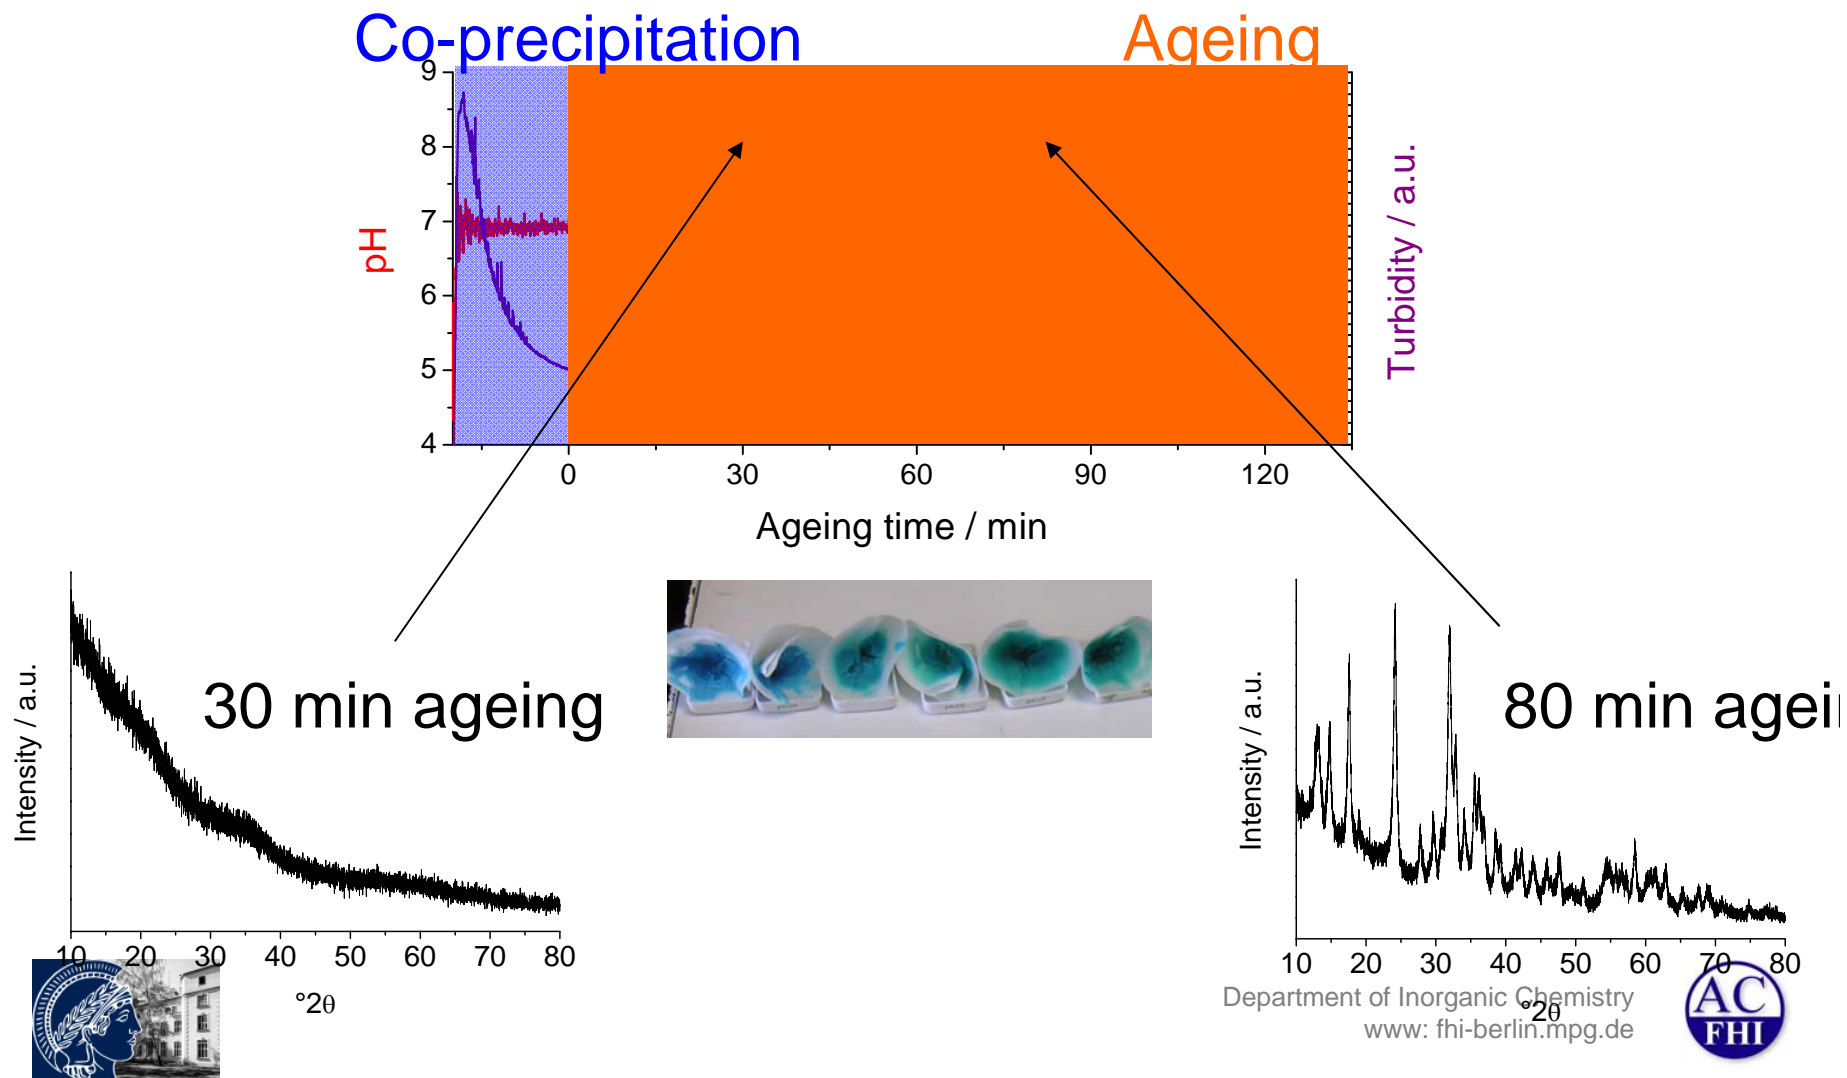 Co-precipitation
Ageing
9
8
7
6
5
4
pH
Turbidity / a.u.
0 30 60 90 120
Ageing time / min
30 min ageing
Intensity / a.u.
10 20 30 40 50 60 70 80
°2θ
80 min agei
Intensity / a.u.
10 20 30 40 50 60 70 80
°2θ
Department of Inorganic Chemistry
www: fhi-berlin.mpg.de
AC
FHI